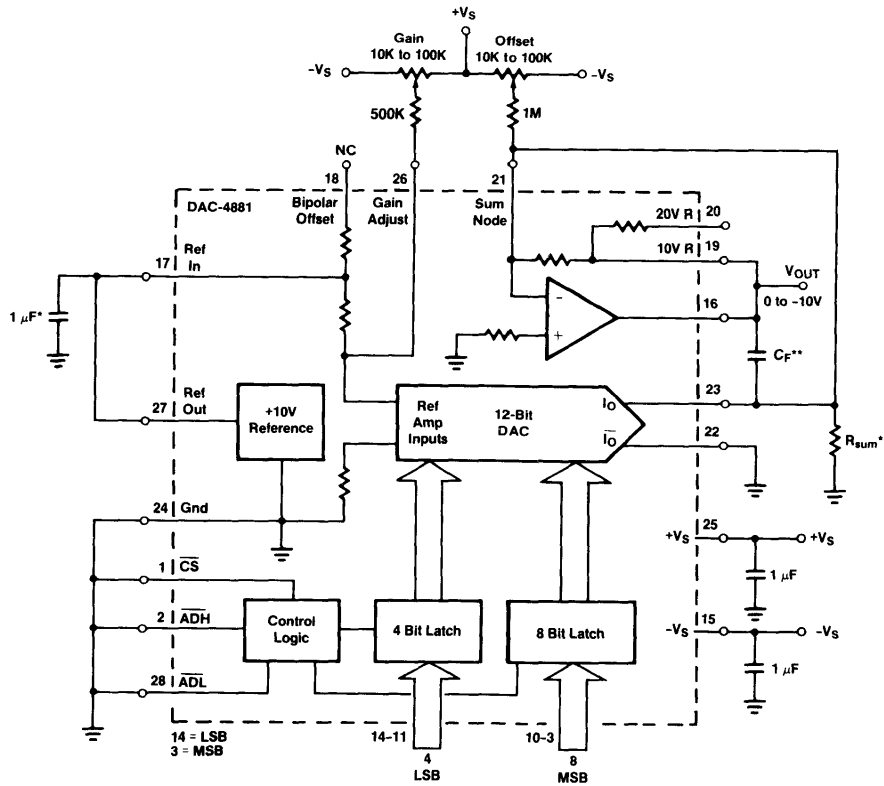 +VS
Gain
10K to 100K
Offset
10K to 100K
−VS
−VS
500K
1M
NC
18
26
21
DAC-4881
Bipolar
Offset
Gain
Adjust
Sum
Node
20V R
20
10V R
19
17
Ref
In
VOUT
0 to −10V
16
1 μF*
−
+
CF**
27
Ref
Out
+10V
Reference
Ref
Amp
Inputs
12-Bit
DAC
IO
IO
23
22
Rsum*
24
Gnd
+VS
25
+VS
1 μF
1
CS
2
ADH
Control
Logic
4 Bit Latch
8 Bit Latch
−VS
15
−VS
1 μF
28
ADL
14 = LSB
3 = MSB
14–11
10–3
4
LSB
8
MSB